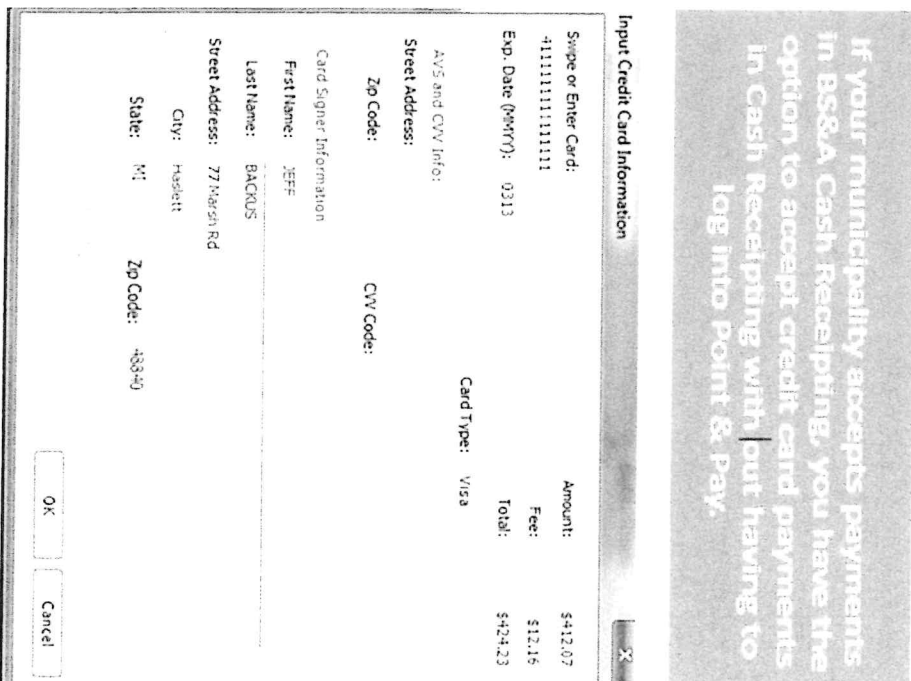 If your municipality accepts payments
in BS&A Cash Receipting, you have the
option to accept credit card payments
in Cash Receipting with out having to
log into Point & Pay.
Input Credit Card Information X
Swipe or Enter Card: Amount: $412.07
4111111111111111 Fee: $12.16
Exp. Date (MMYY): 0313 Total: $424.23
Card Type: Visa
AVS and CVV Info:
Street Address:
Zip Code: CVV Code:
Card Signer Information
First Name: JEFF
Last Name: BACKUS
Street Address: 77 Marsh Rd
City: Haslett
State: MI Zip Code: 48840
OK Cancel